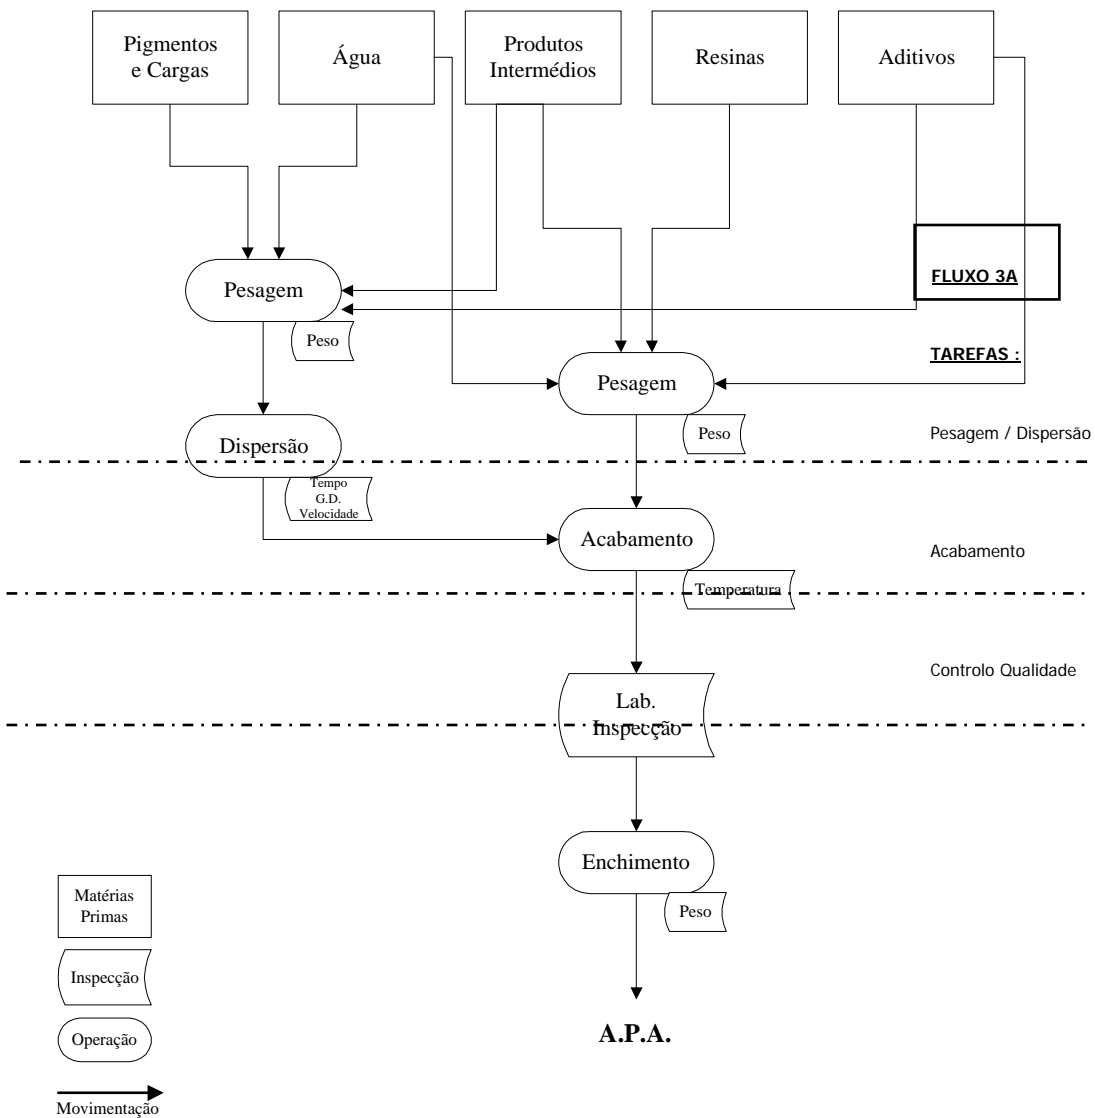 Pigmentos
e Cargas
Água
Produtos
Intermédios
Resinas
Aditivos
FLUXO 3A
Pesagem
Peso
TAREFAS :
Pesagem
Peso
Pesagem / Dispersão
Dispersão
Tempo
G.D.
Velocidade
Acabamento
Acabamento
Temperatura
Controlo Qualidade
Lab.
Inspecção
Enchimento
Peso
Matérias
Primas
Inspecção
Operação
Movimentação
A.P.A.